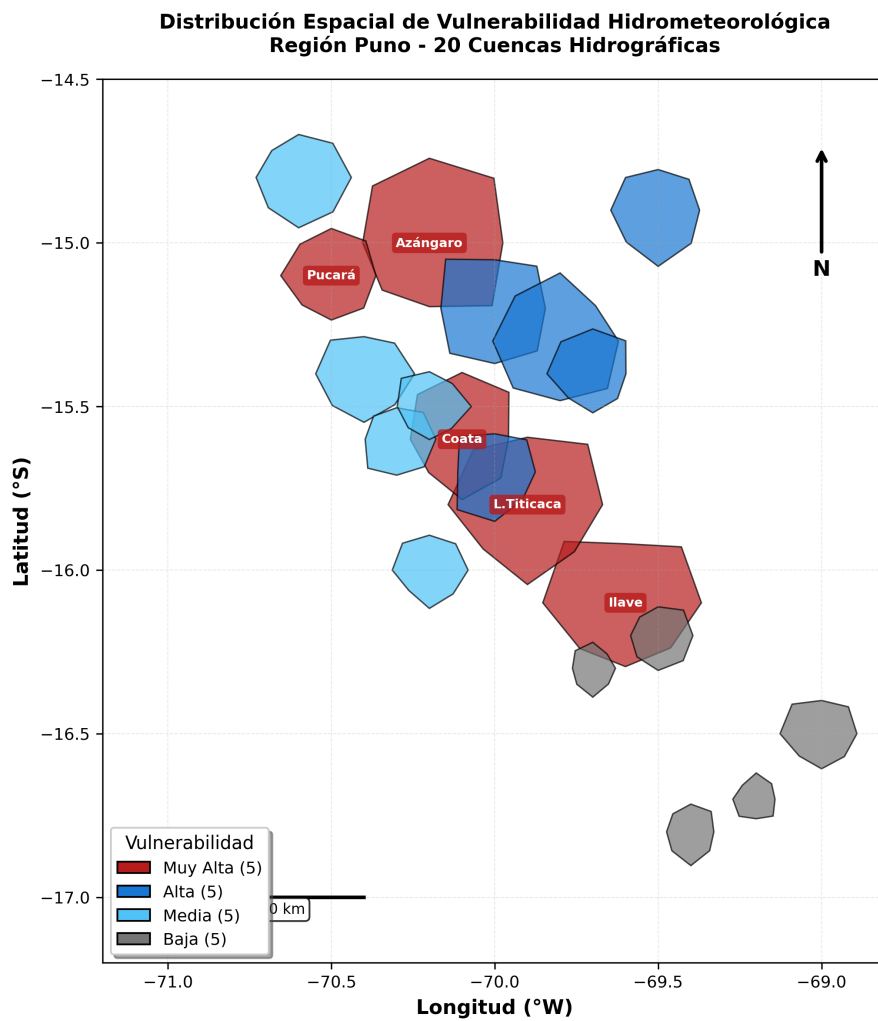 Distribución Espacial de Vulnerabilidad Hidrometeorológica
Región Puno - 20 Cuencas Hidrográficas
−14.5
−15.0
−15.5
−16.0
−16.5
−17.0
Latitud (°S)
Azángaro
Pucará
Coata
L.Titicaca
Ilave
N
Vulnerabilidad
Muy Alta (5)
Alta (5)
Media (5)
Baja (5)
0 km
−71.0
−70.5
−70.0
−69.5
−69.0
Longitud (°W)